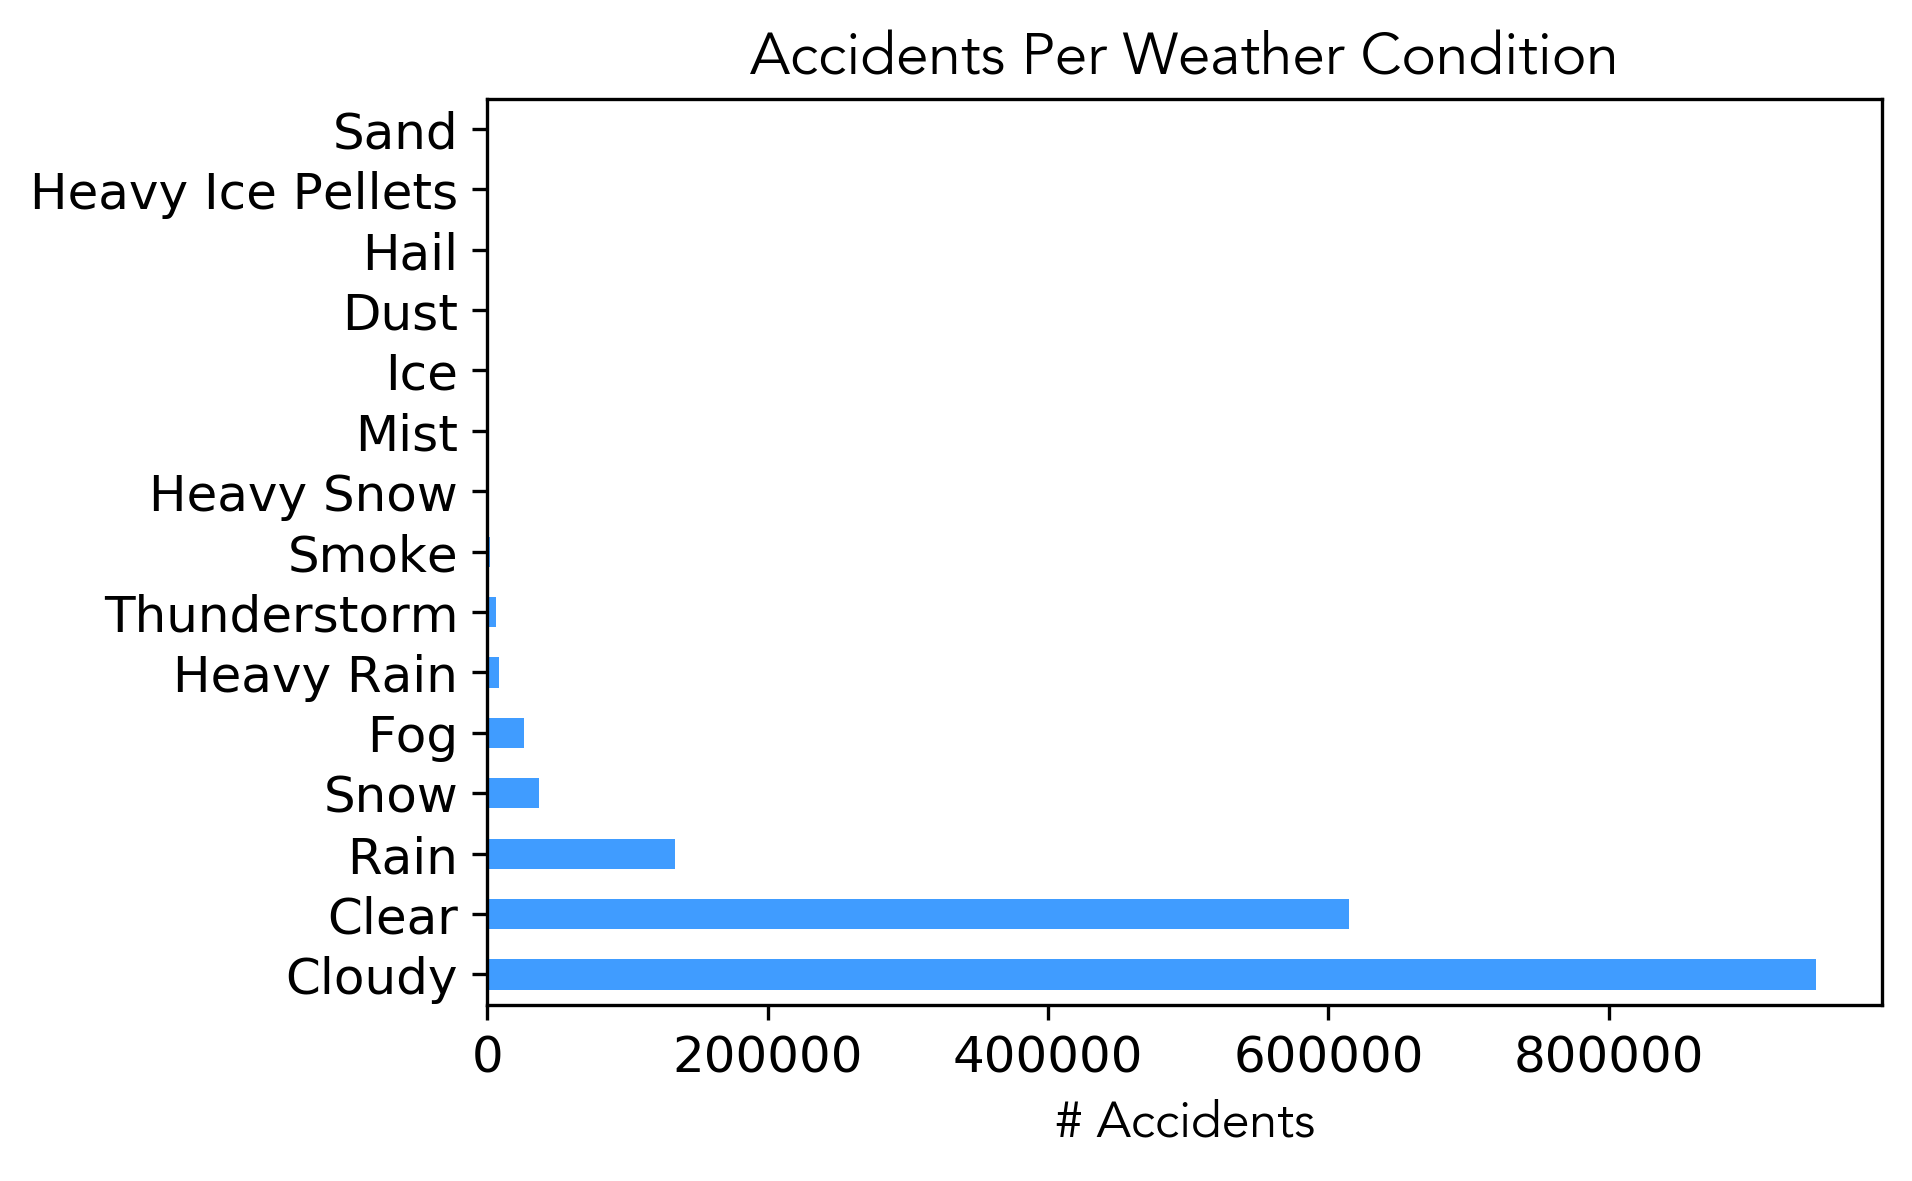 Accidents Per Weather Condition
Sand
Heavy Ice Pellets
Hail
Dust
Ice
Mist
Heavy Snow
Smoke
Thunderstorm
Heavy Rain
Fog
Snow
Rain
Clear
Cloudy
0 200000 400000 600000 800000
# Accidents